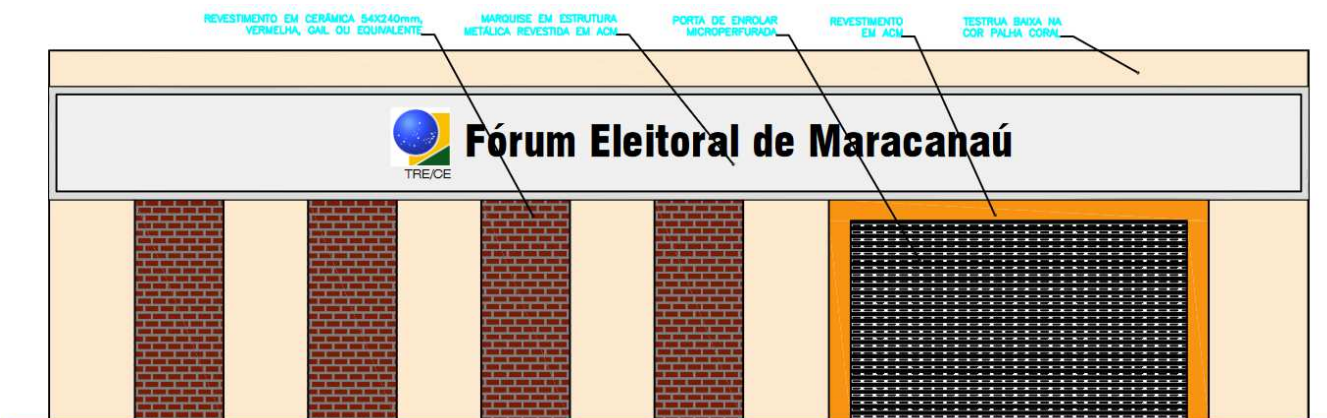 REVESTIMENTO EM CERÂMICA 54X240mm,
VERMELHA, GAIL OU EQUIVALENTE
MARQUISE EM ESTRUTURA
METÁLICA REVESTIDA EM ACM
PORTA DE ENROLAR
MICROPERFURADA
REVESTIMENTO
EM ACM
TESTRUA BAIXA NA
COR PALHA CORAL
Fórum Eleitoral de Maracanaú
TRE/CE